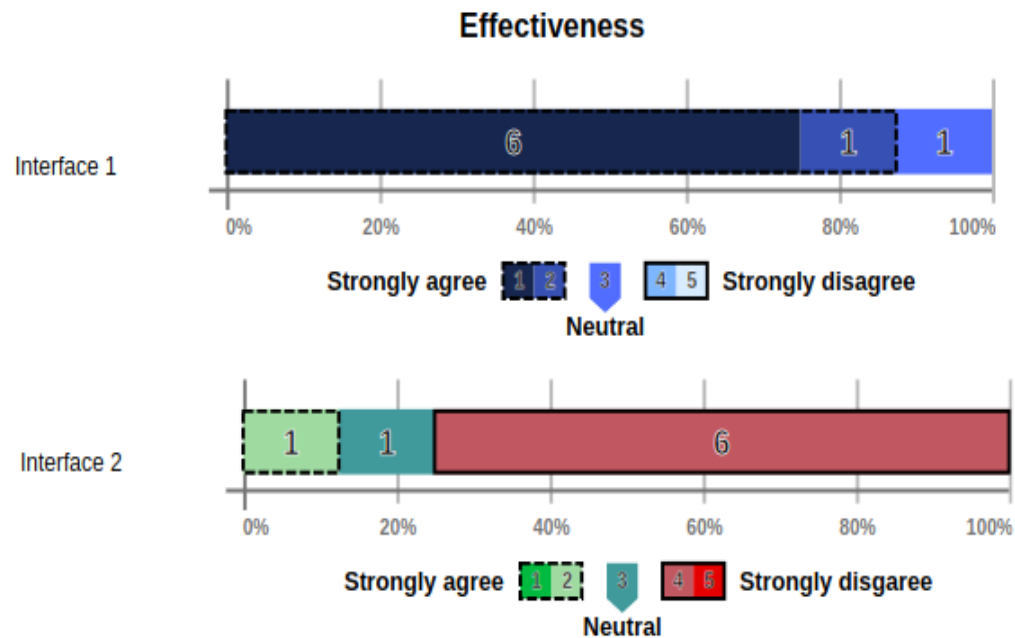 Effectiveness
6 1 1
Interface 1
0% 20% 40% 60% 80% 100%
Strongly agree 1 2 3 4 5 Strongly disagree
Neutral
1 1 6
Interface 2
0% 20% 40% 60% 80% 100%
Strongly agree 1 2 3 4 5 Strongly disgaree
Neutral